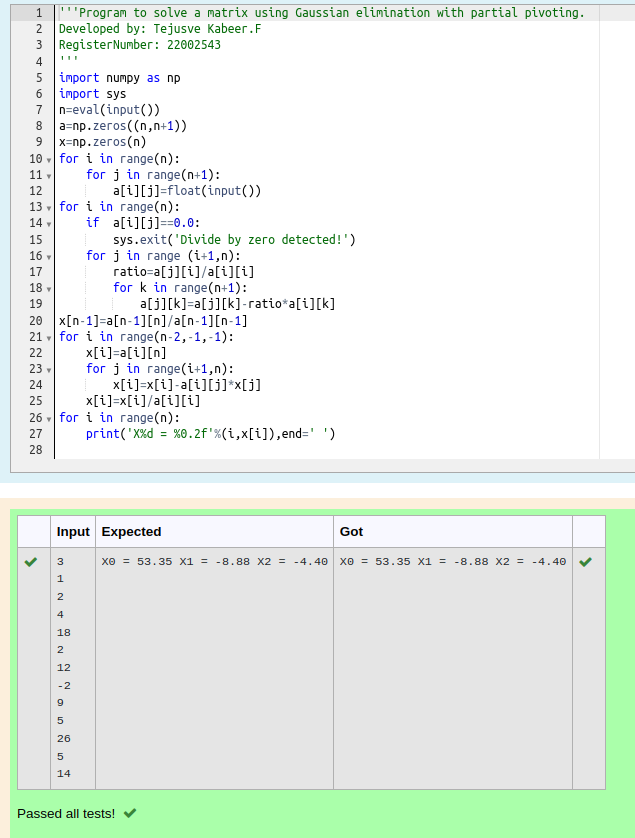 1 '''Program to solve a matrix using Gaussian elimination with partial pivoting.
2 Developed by: Tejusve Kabeer.F
3 RegisterNumber: 22002543
4 '''
5 import numpy as np
6 import sys
7 n=eval(input())
8 a=np.zeros((n,n+1))
9 x=np.zeros(n)
10 for i in range(n):
11     for j in range(n+1):
12         a[i][j]=float(input())
13 for i in range(n):
14     if  a[i][j]==0.0:
15         sys.exit('Divide by zero detected!')
16     for j in range (i+1,n):
17         ratio=a[j][i]/a[i][i]
18         for k in range(n+1):
19             a[j][k]=a[j][k]-ratio*a[i][k]
20 x[n-1]=a[n-1][n]/a[n-1][n-1]
21 for i in range(n-2,-1,-1):
22     x[i]=a[i][n]
23     for j in range(i+1,n):
24         x[i]=x[i]-a[i][j]*x[j]
25     x[i]=x[i]/a[i][i]
26 for i in range(n):
27     print('X%d = %0.2f'%(i,x[i]),end=' ')
28
Input Expected Got
3 X0 = 53.35 X1 = -8.88 X2 = -4.40 X0 = 53.35 X1 = -8.88 X2 = -4.40
1
2
4
18
2
12
-2
9
5
26
5
14
Passed all tests!